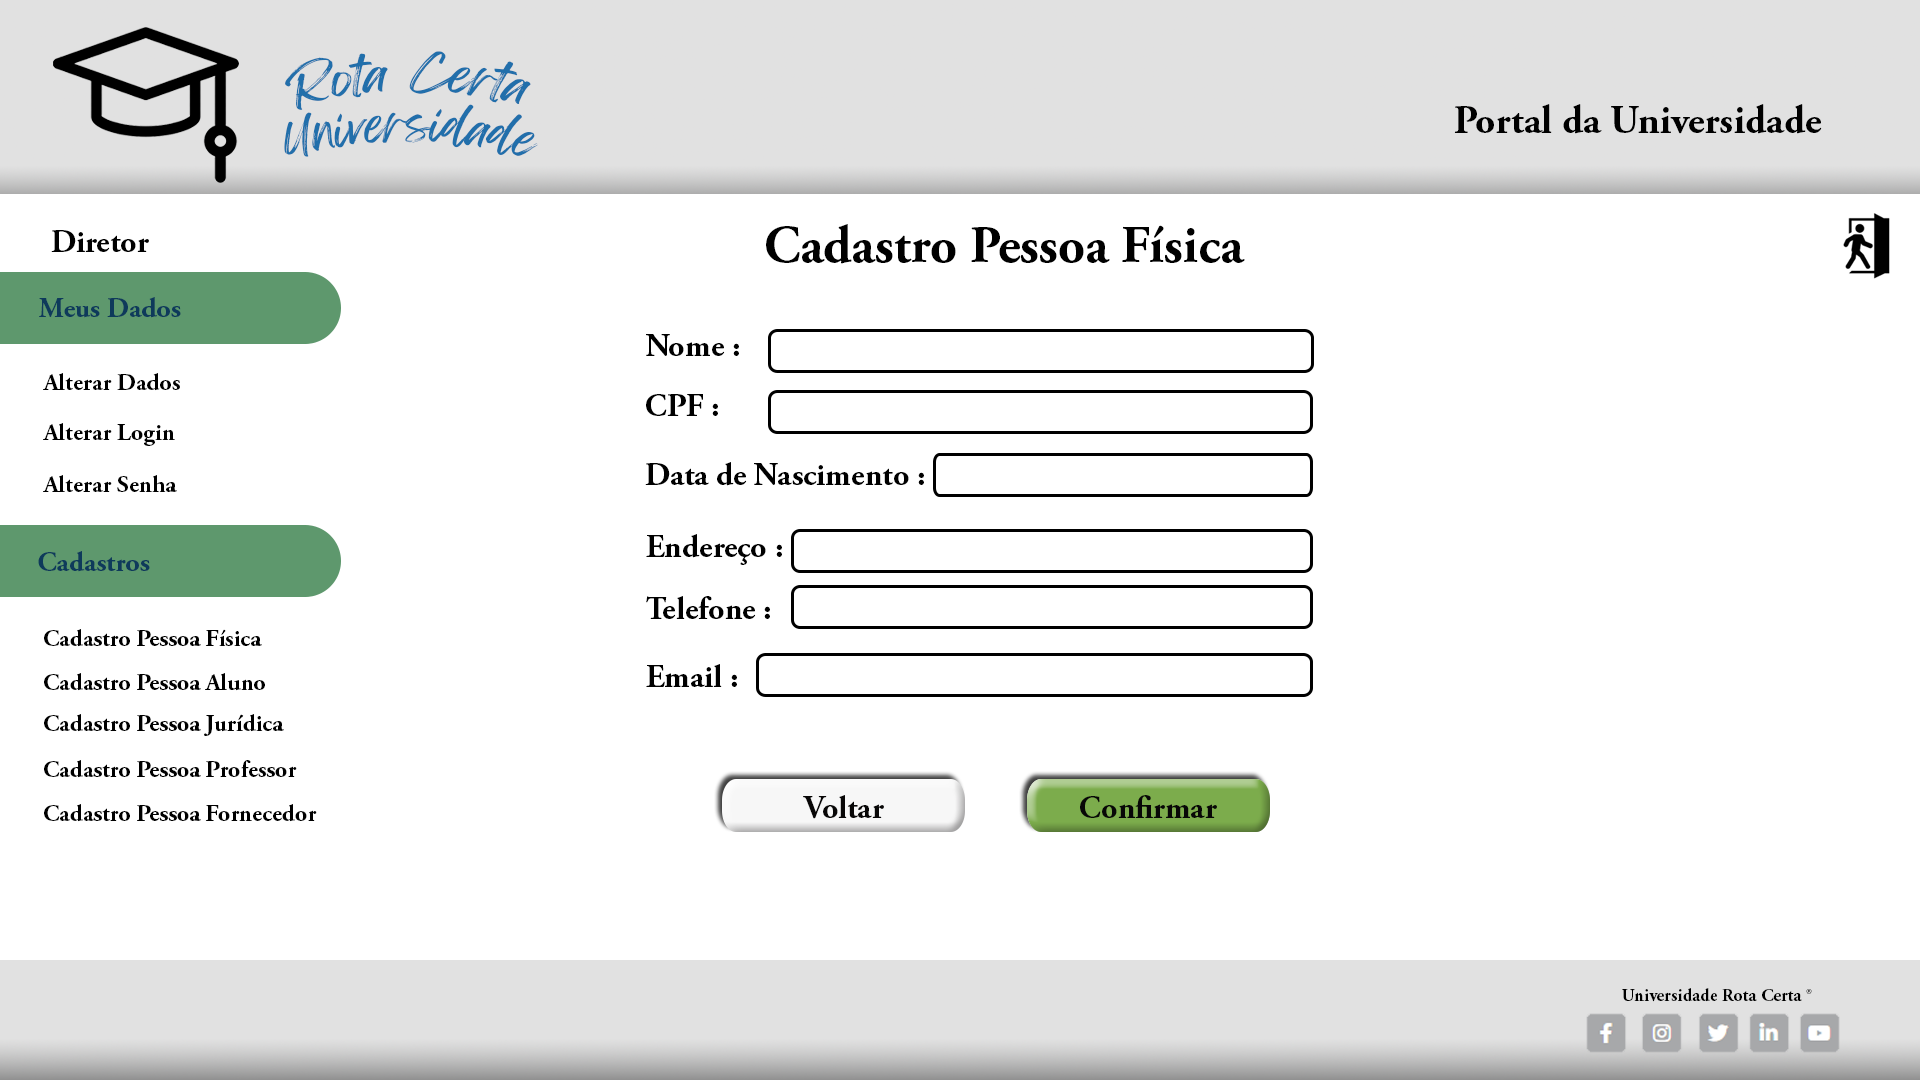 Rota Certa
Universidade
Portal da Universidade
Diretor
Meus Dados
Alterar Dados
Alterar Login
Alterar Senha
Cadastros
Cadastro Pessoa Física
Cadastro Pessoa Aluno
Cadastro Pessoa Jurídica
Cadastro Pessoa Professor
Cadastro Pessoa Fornecedor
Cadastro Pessoa Física
Nome :
CPF :
Data de Nascimento :
Endereço :
Telefone :
Email :
Voltar
Confirmar
Universidade Rota Certa ®